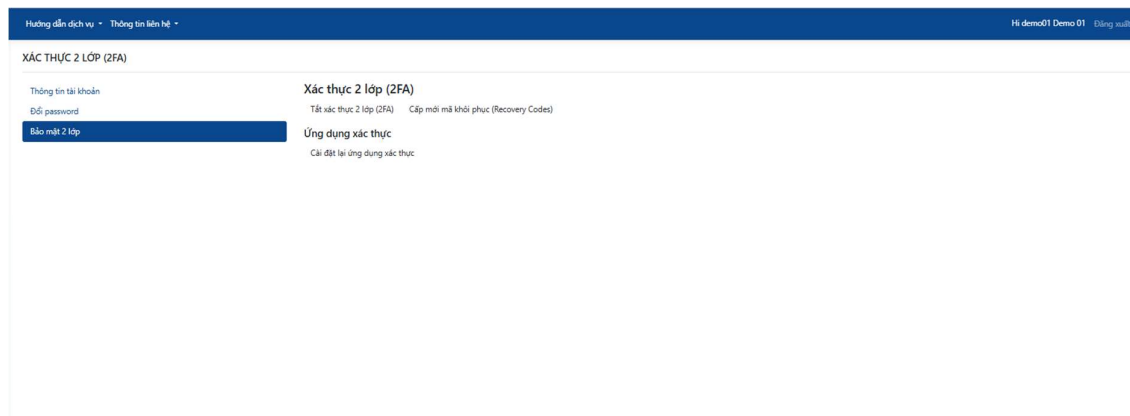 Hướng dẫn dịch vụ Thông tin liên hệ Hi demo01 Demo 01 Đăng xuất
XÁC THỰC 2 LỚP (2FA)
Thông tin tài khoản
Đổi password
Bảo mật 2 lớp
Xác thực 2 lớp (2FA)
Tắt xác thực 2 lớp (2FA) Cấp mới mã khôi phục (Recovery Codes)
Ứng dụng xác thực
Cài đặt lại ứng dụng xác thực